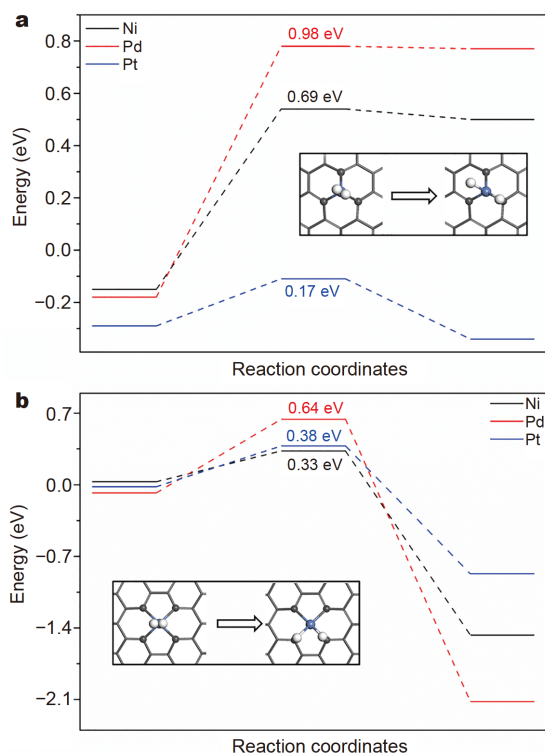 a
Ni
Pd
Pt
0.98 eV
0.69 eV
0.17 eV
0.8
0.6
0.4
0.2
0.0
−0.2
Energy (eV)
Reaction coordinates
b
Ni
Pd
Pt
0.64 eV
0.38 eV
0.33 eV
0.7
0.0
−0.7
−1.4
−2.1
Energy (eV)
Reaction coordinates